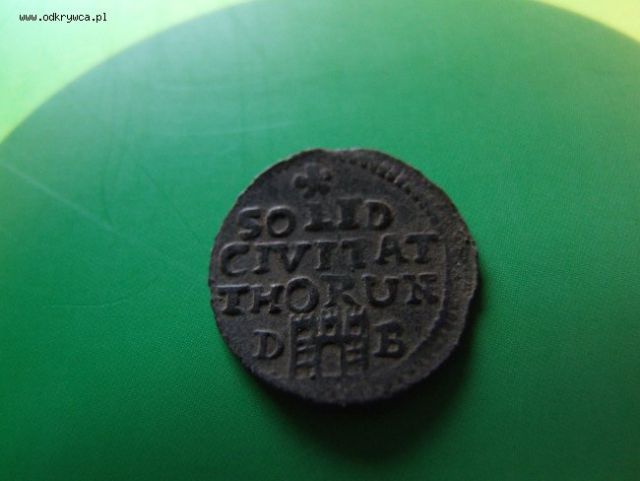 www.odkrywca.pl
SOLID
CIVITAT
THORUN
D B